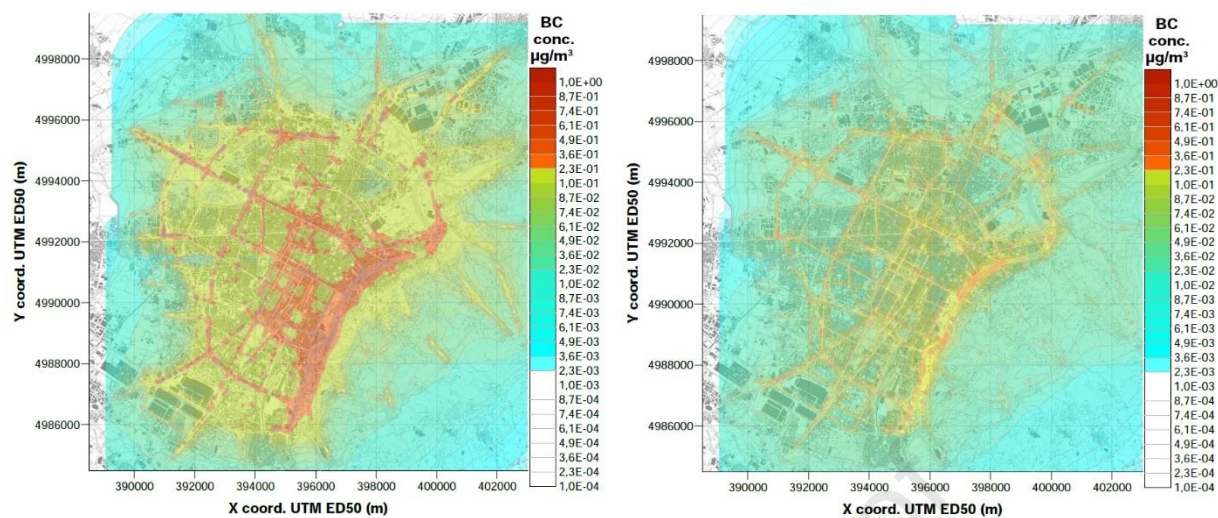 BC
conc.
µg/m³
1,0E+00
8,7E-01
7,4E-01
6,1E-01
4,9E-01
3,6E-01
2,3E-01
1,0E-01
8,7E-02
7,4E-02
6,1E-02
4,9E-02
3,6E-02
2,3E-02
1,0E-02
8,7E-03
7,4E-03
6,1E-03
4,9E-03
3,6E-03
2,3E-03
1,0E-03
8,7E-04
7,4E-04
6,1E-04
4,9E-04
3,6E-04
2,3E-04
1,0E-04
Y coord. UTM ED50 (m)
4998000
4996000
4994000
4992000
4990000
4988000
4986000
390000 392000 394000 396000 398000 400000 402000
X coord. UTM ED50 (m)
BC
conc.
µg/m³
1,0E+00
8,7E-01
7,4E-01
6,1E-01
4,9E-01
3,6E-01
2,3E-01
1,0E-01
8,7E-02
7,4E-02
6,1E-02
4,9E-02
3,6E-02
2,3E-02
1,0E-02
8,7E-03
7,4E-03
6,1E-03
4,9E-03
3,6E-03
2,3E-03
1,0E-03
8,7E-04
7,4E-04
6,1E-04
4,9E-04
3,6E-04
2,3E-04
1,0E-04
Y coord. UTM ED50 (m)
4998000
4996000
4994000
4992000
4990000
4988000
4986000
390000 392000 394000 396000 398000 400000 402000
X coord. UTM ED50 (m)